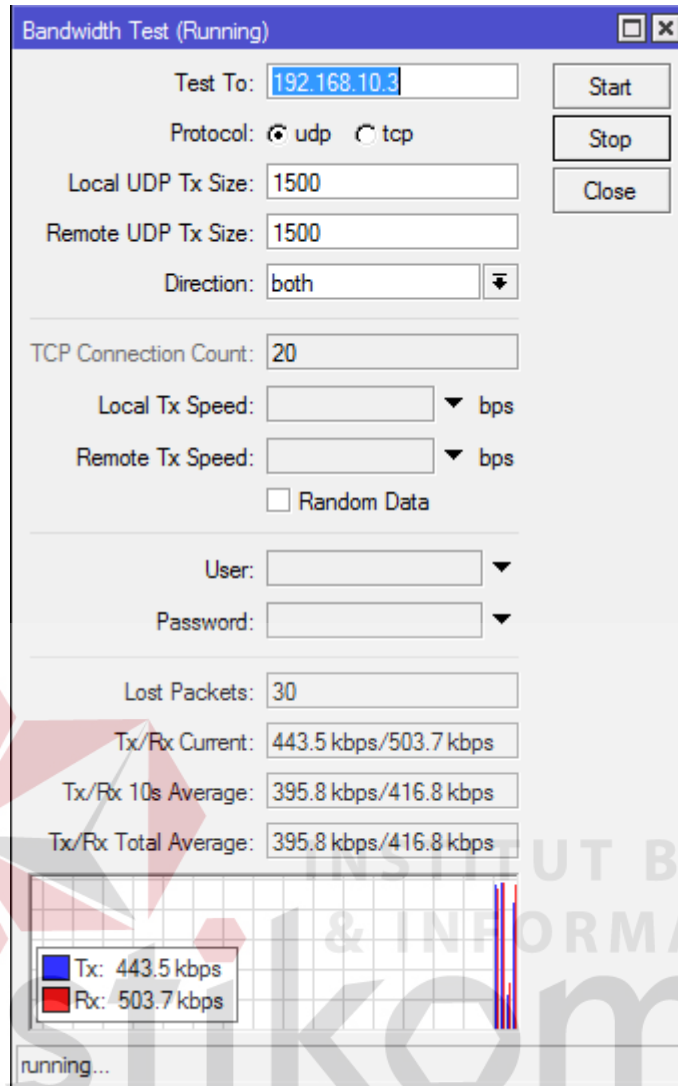 Bandwidth Test (Running)
Test To: 192.168.10.3
Start
Protocol: udp tcp
Stop
Local UDP Tx Size: 1500
Close
Remote UDP Tx Size: 1500
Direction: both
TCP Connection Count: 20
Local Tx Speed: bps
Remote Tx Speed: bps
Random Data
User:
Password:
Lost Packets: 30
Tx/Rx Current: 443.5 kbps/503.7 kbps
Tx/Rx 10s Average: 395.8 kbps/416.8 kbps
Tx/Rx Total Average: 395.8 kbps/416.8 kbps
INSTITUT B
& INFORMA
Tx: 443.5 kbps
Rx: 503.7 kbps
stikom
running...